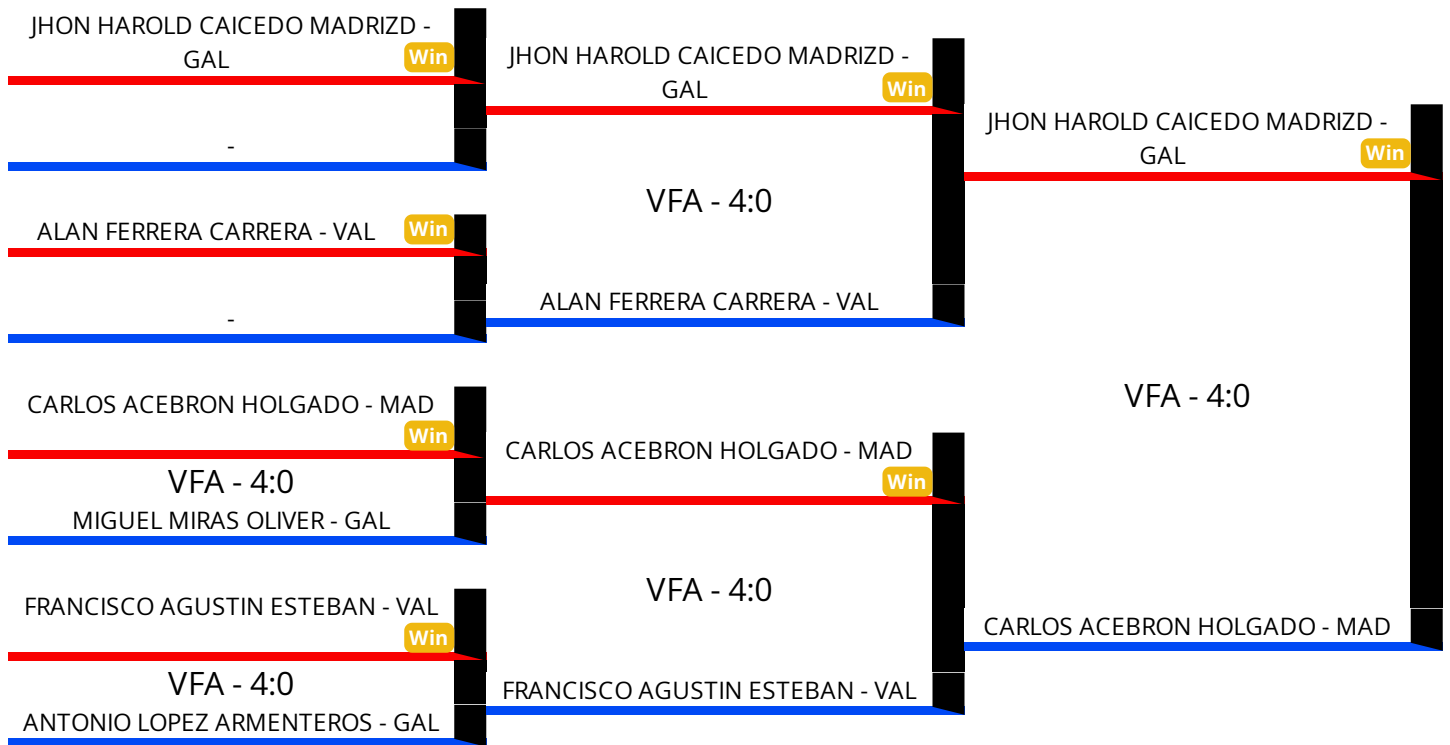 JHON HAROLD CAICEDO MADRIZD -
GAL
Win
-
ALAN FERRERA CARRERA - VAL
Win
-
CARLOS ACEBRON HOLGADO - MAD
Win
VFA - 4:0
MIGUEL MIRAS OLIVER - GAL
FRANCISCO AGUSTIN ESTEBAN - VAL
Win
VFA - 4:0
ANTONIO LOPEZ ARMENTEROS - GAL
JHON HAROLD CAICEDO MADRIZD -
GAL
Win
VFA - 4:0
ALAN FERRERA CARRERA - VAL
CARLOS ACEBRON HOLGADO - MAD
Win
VFA - 4:0
FRANCISCO AGUSTIN ESTEBAN - VAL
JHON HAROLD CAICEDO MADRIZD -
GAL
Win
VFA - 4:0
CARLOS ACEBRON HOLGADO - MAD